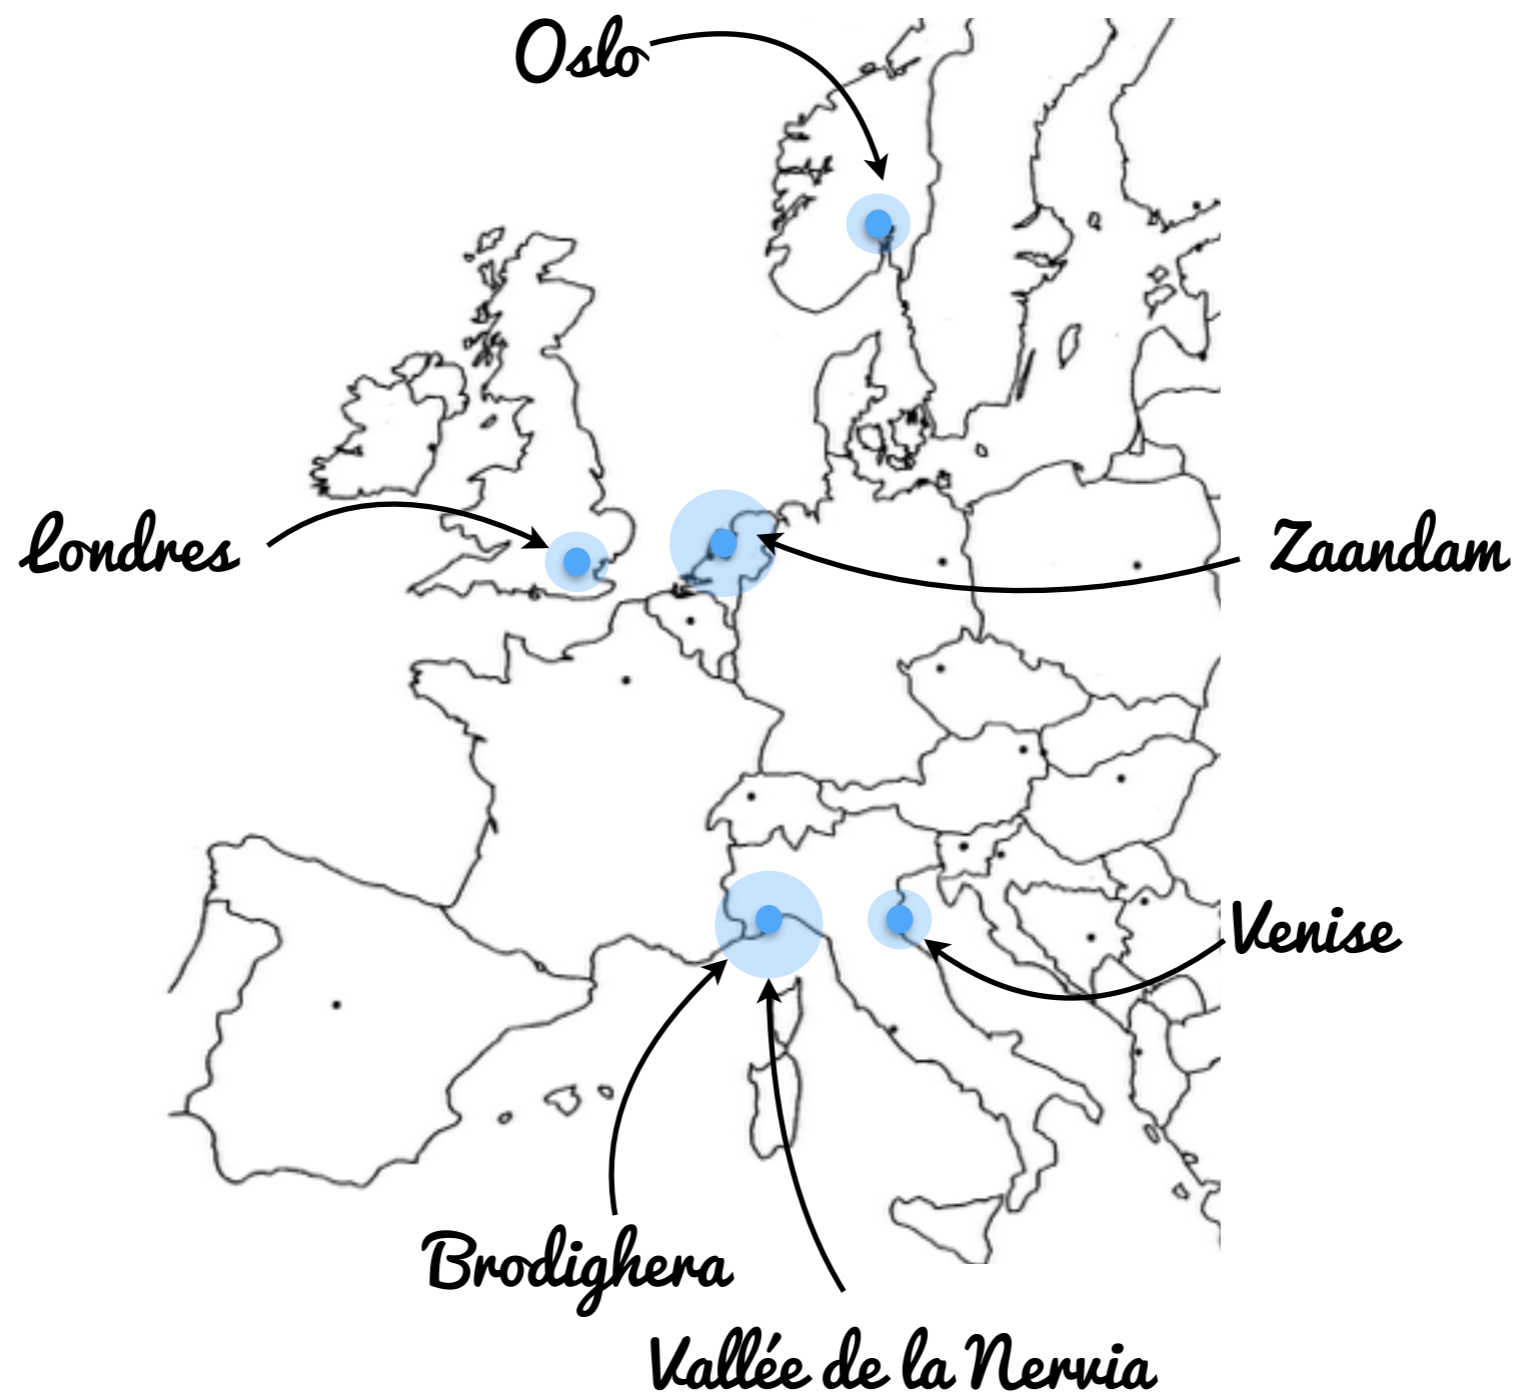 Oslo
Londres
Zaandam
Venise
Brodighera
Vallée de la Nervia